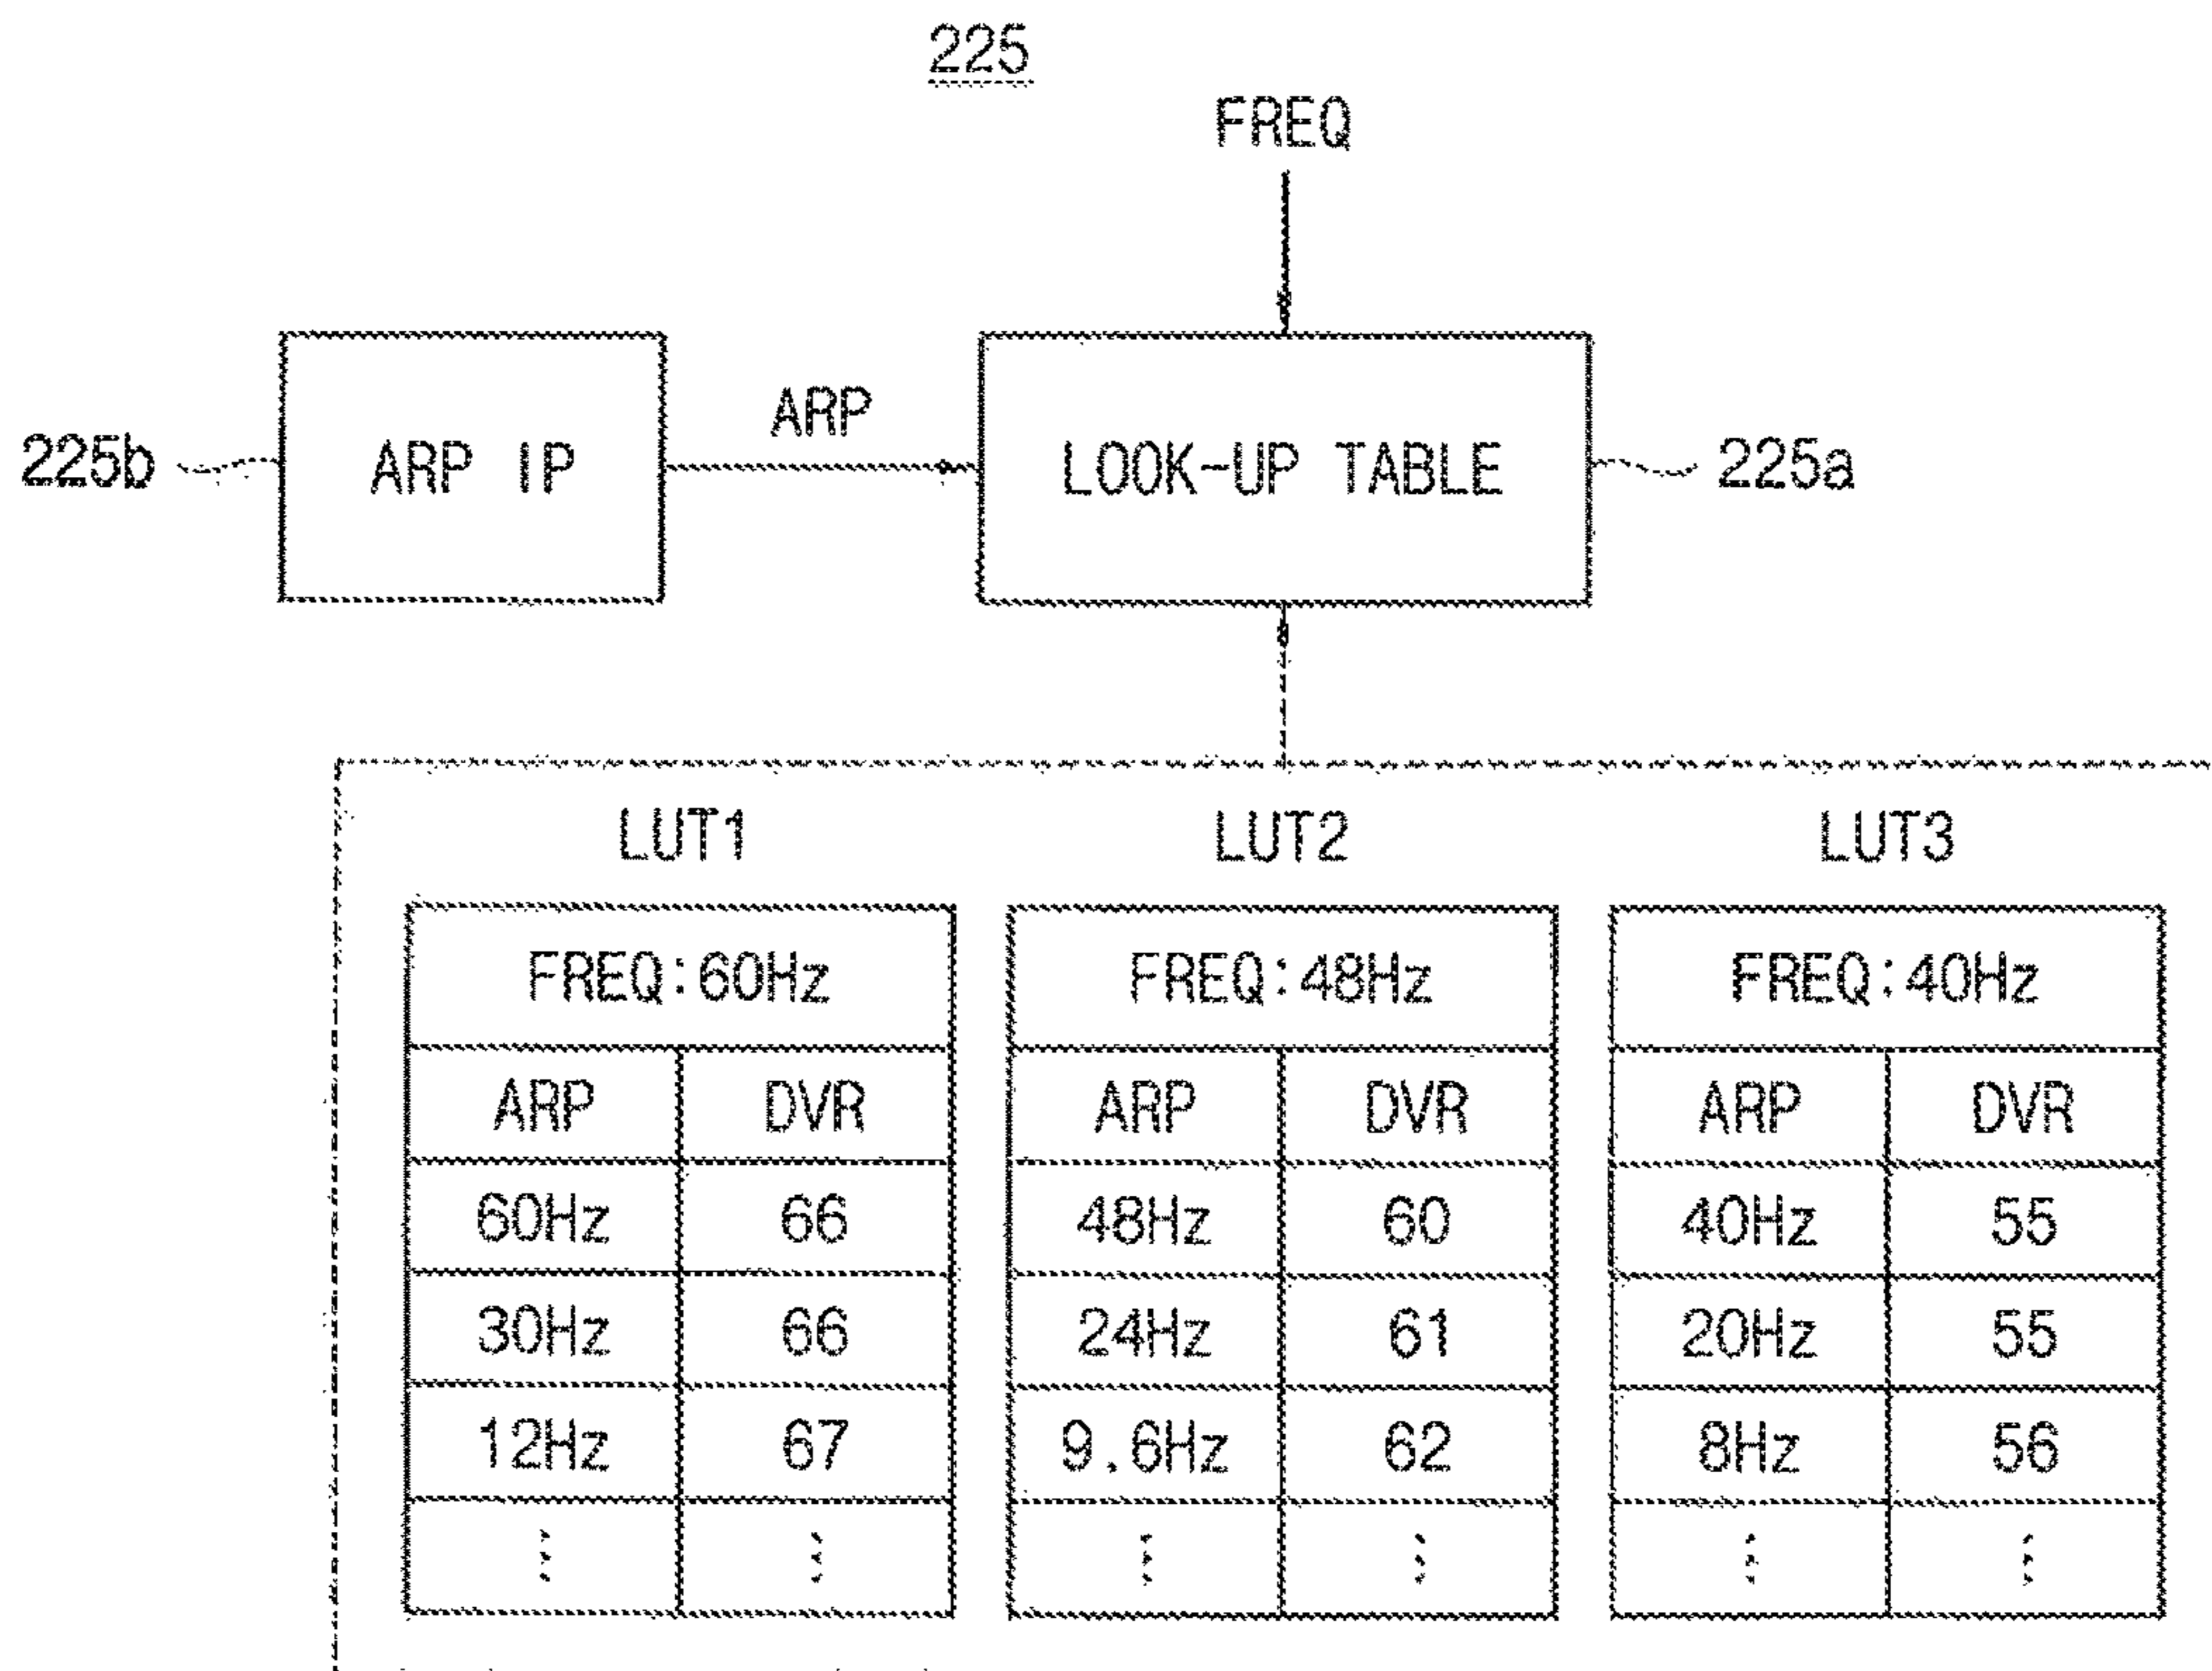 225
FREQ
ARP
225b
ARP IP
LOOK-UP TABLE
225a
LUT1 LUT2 LUT3
FREQ:60Hz FREQ:48Hz FREQ:40Hz
ARP DVR ARP DVR ARP DVR
60Hz 66 48Hz 60 40Hz 55
30Hz 66 24Hz 61 20Hz 55
12Hz 67 9.6Hz 62 8Hz 56
⋮ ⋮ ⋮ ⋮ ⋮ ⋮